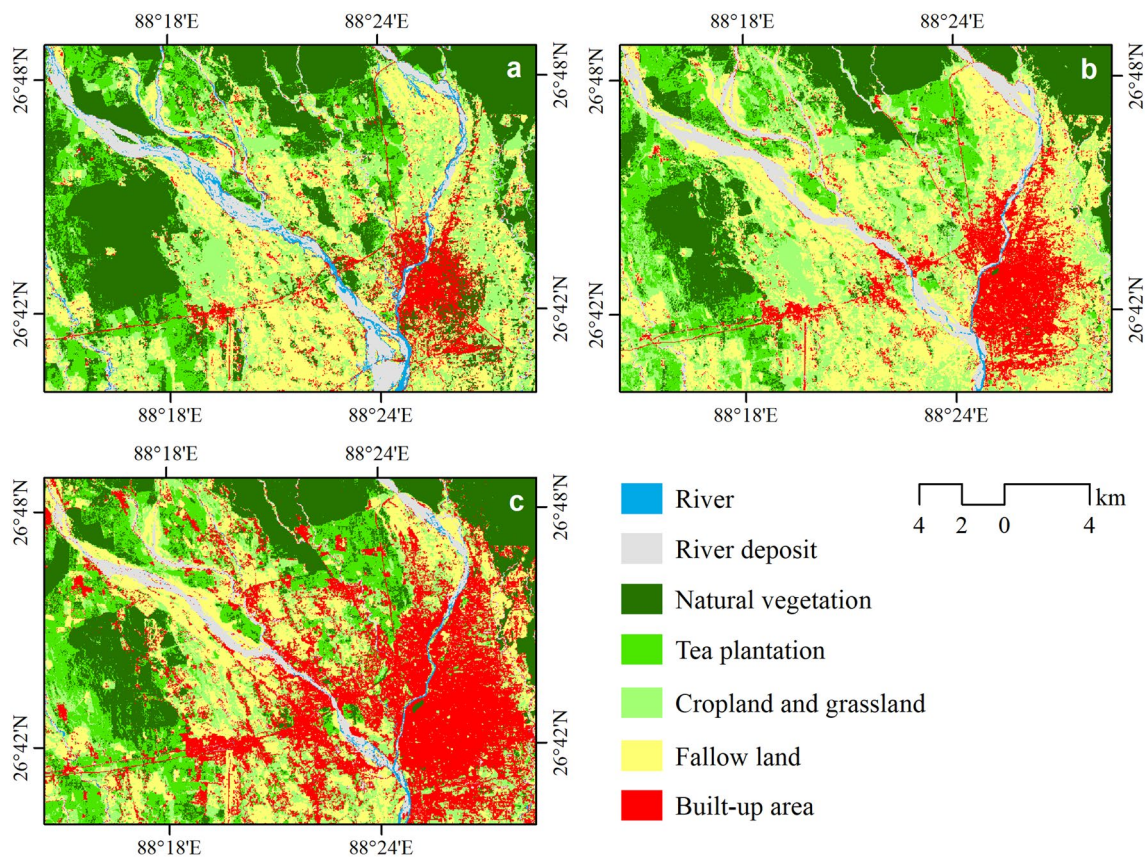 88°18'E 88°24'E
a
26°48'N 26°48'N
26°42'N 26°42'N
88°18'E 88°24'E
88°18'E 88°24'E
b
26°48'N 26°48'N
26°42'N 26°42'N
88°18'E 88°24'E
88°18'E 88°24'E
c
26°48'N 26°48'N
26°42'N 26°42'N
88°18'E 88°24'E
River
River deposit
Natural vegetation
Tea plantation
Cropland and grassland
Fallow land
Built-up area
km
4 2 0 4